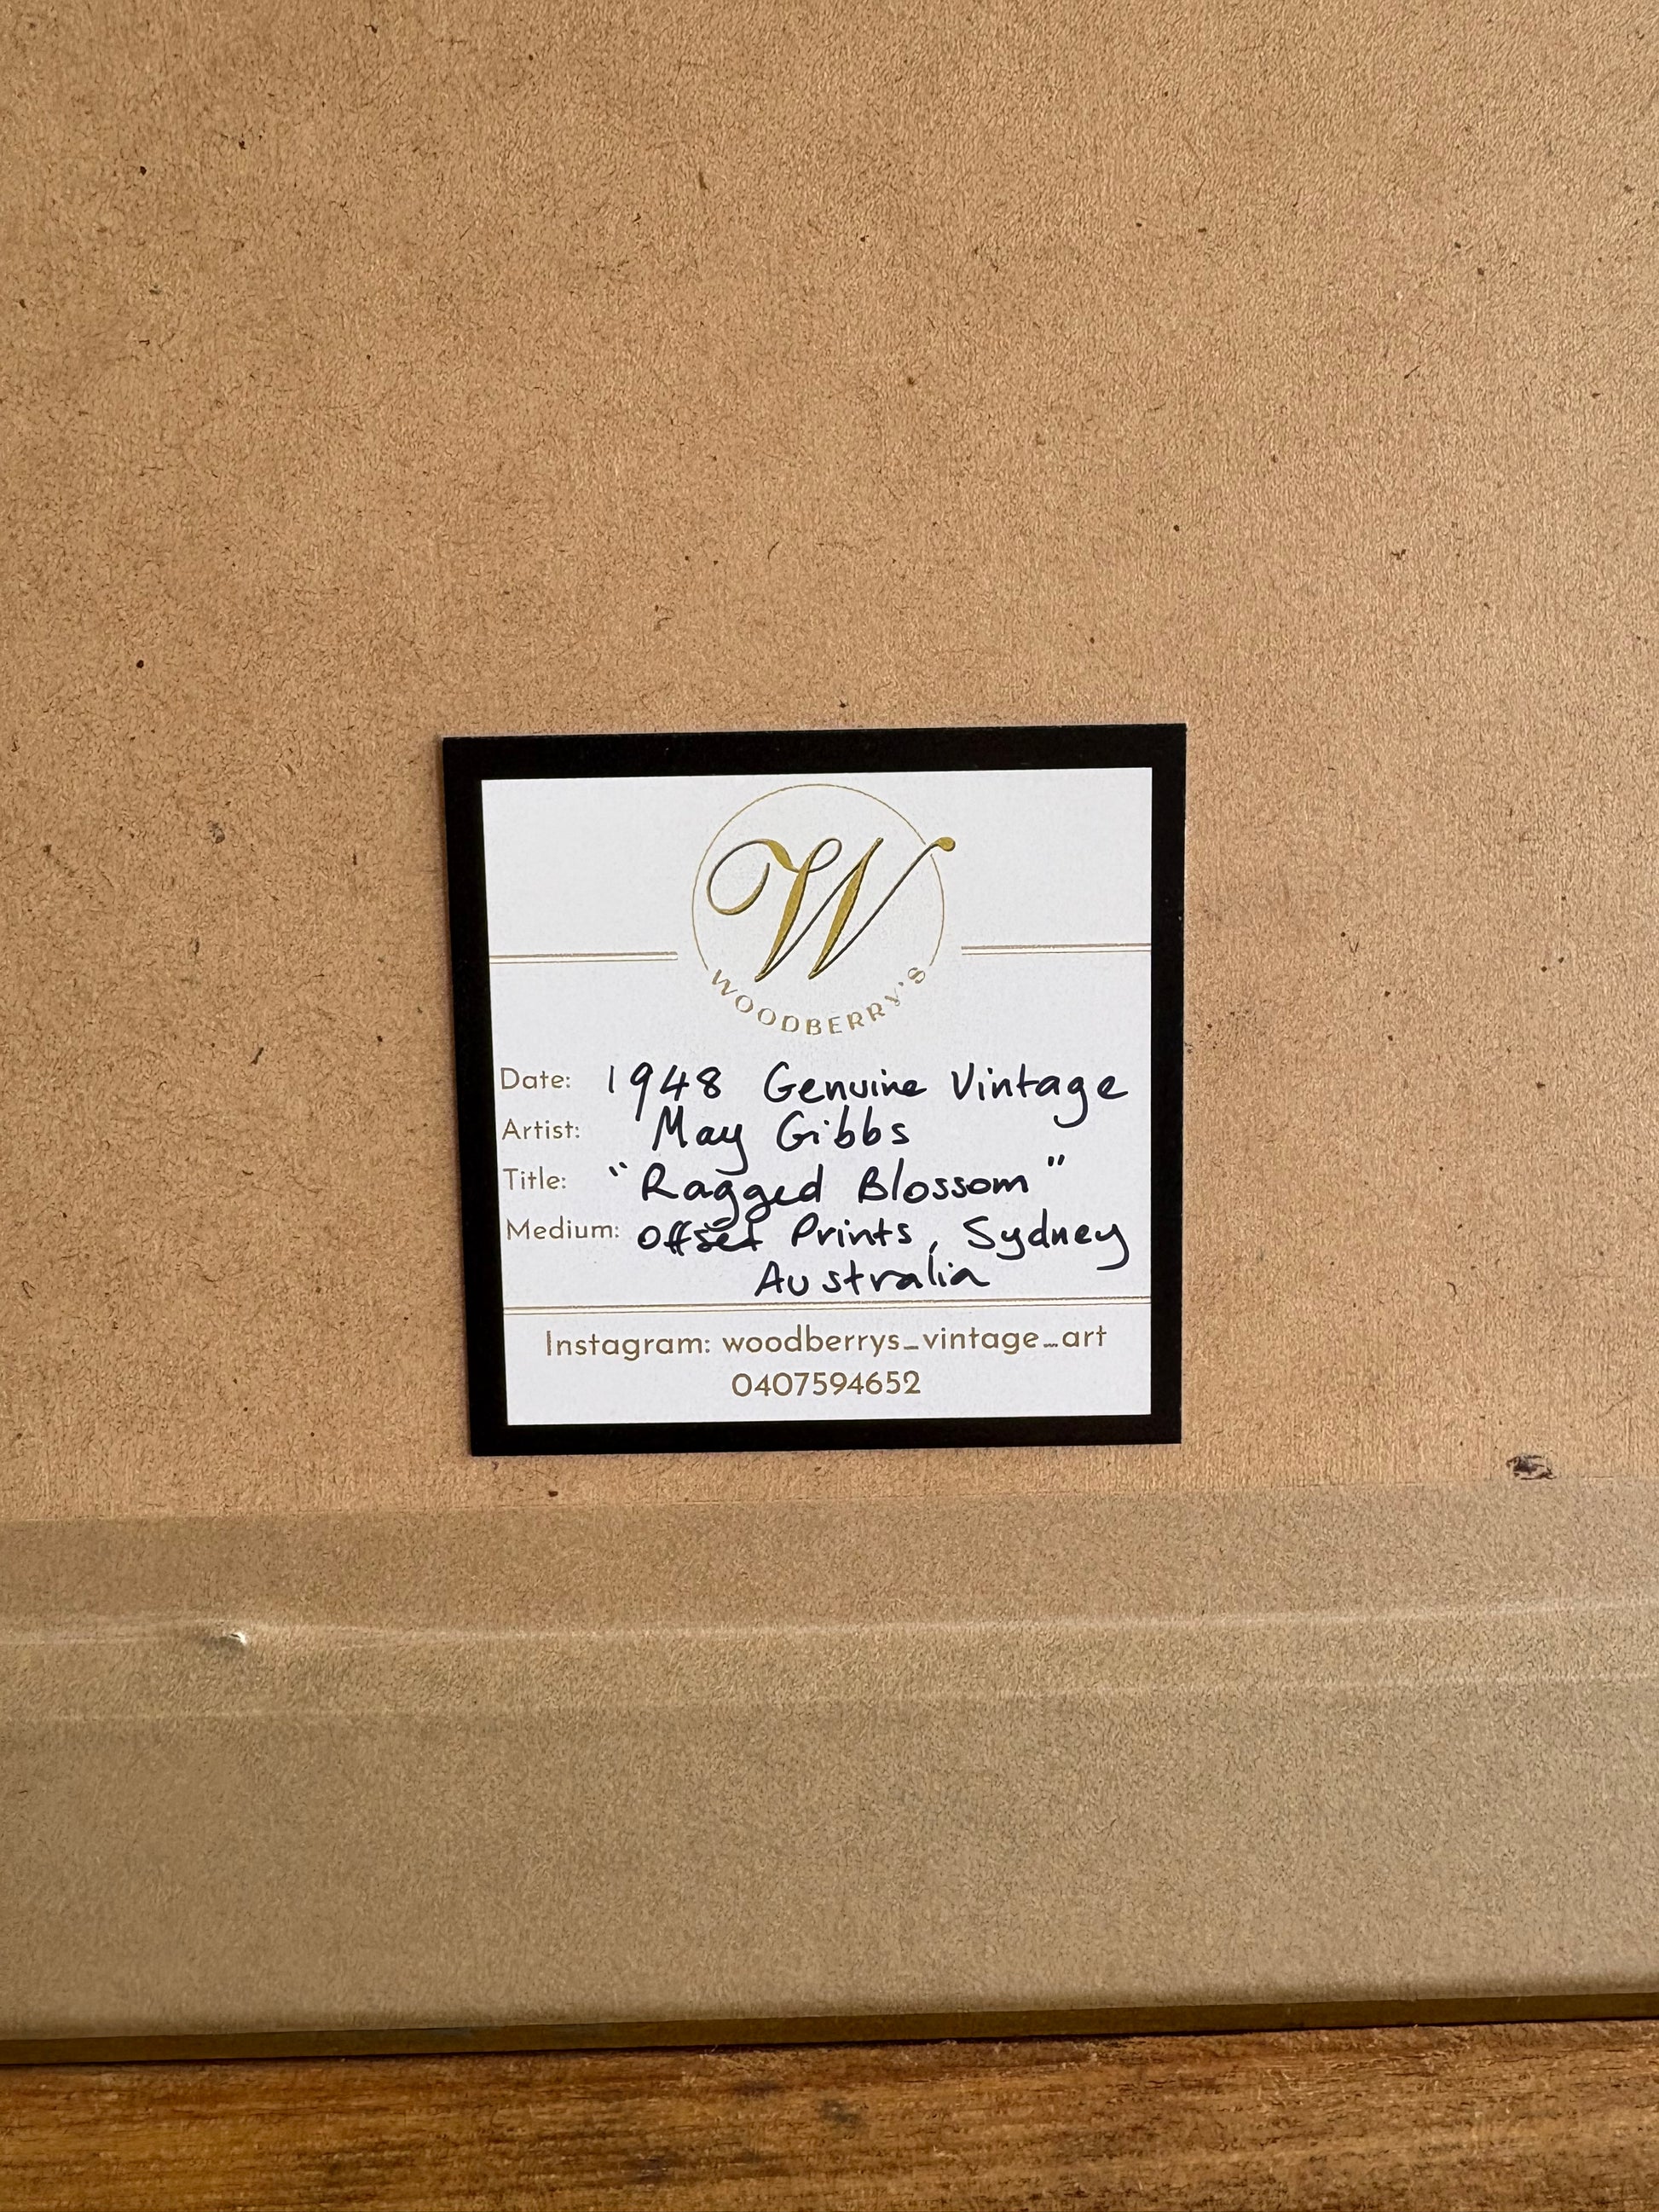 W
WOODBERRY'S
Date: 1948 Genuine Vintage
Artist: May Gibbs
Title: "Ragged Blossom"
Medium: Offset Prints, Sydney
Australia
Instagram: woodberrys_vintage_art
0407594652